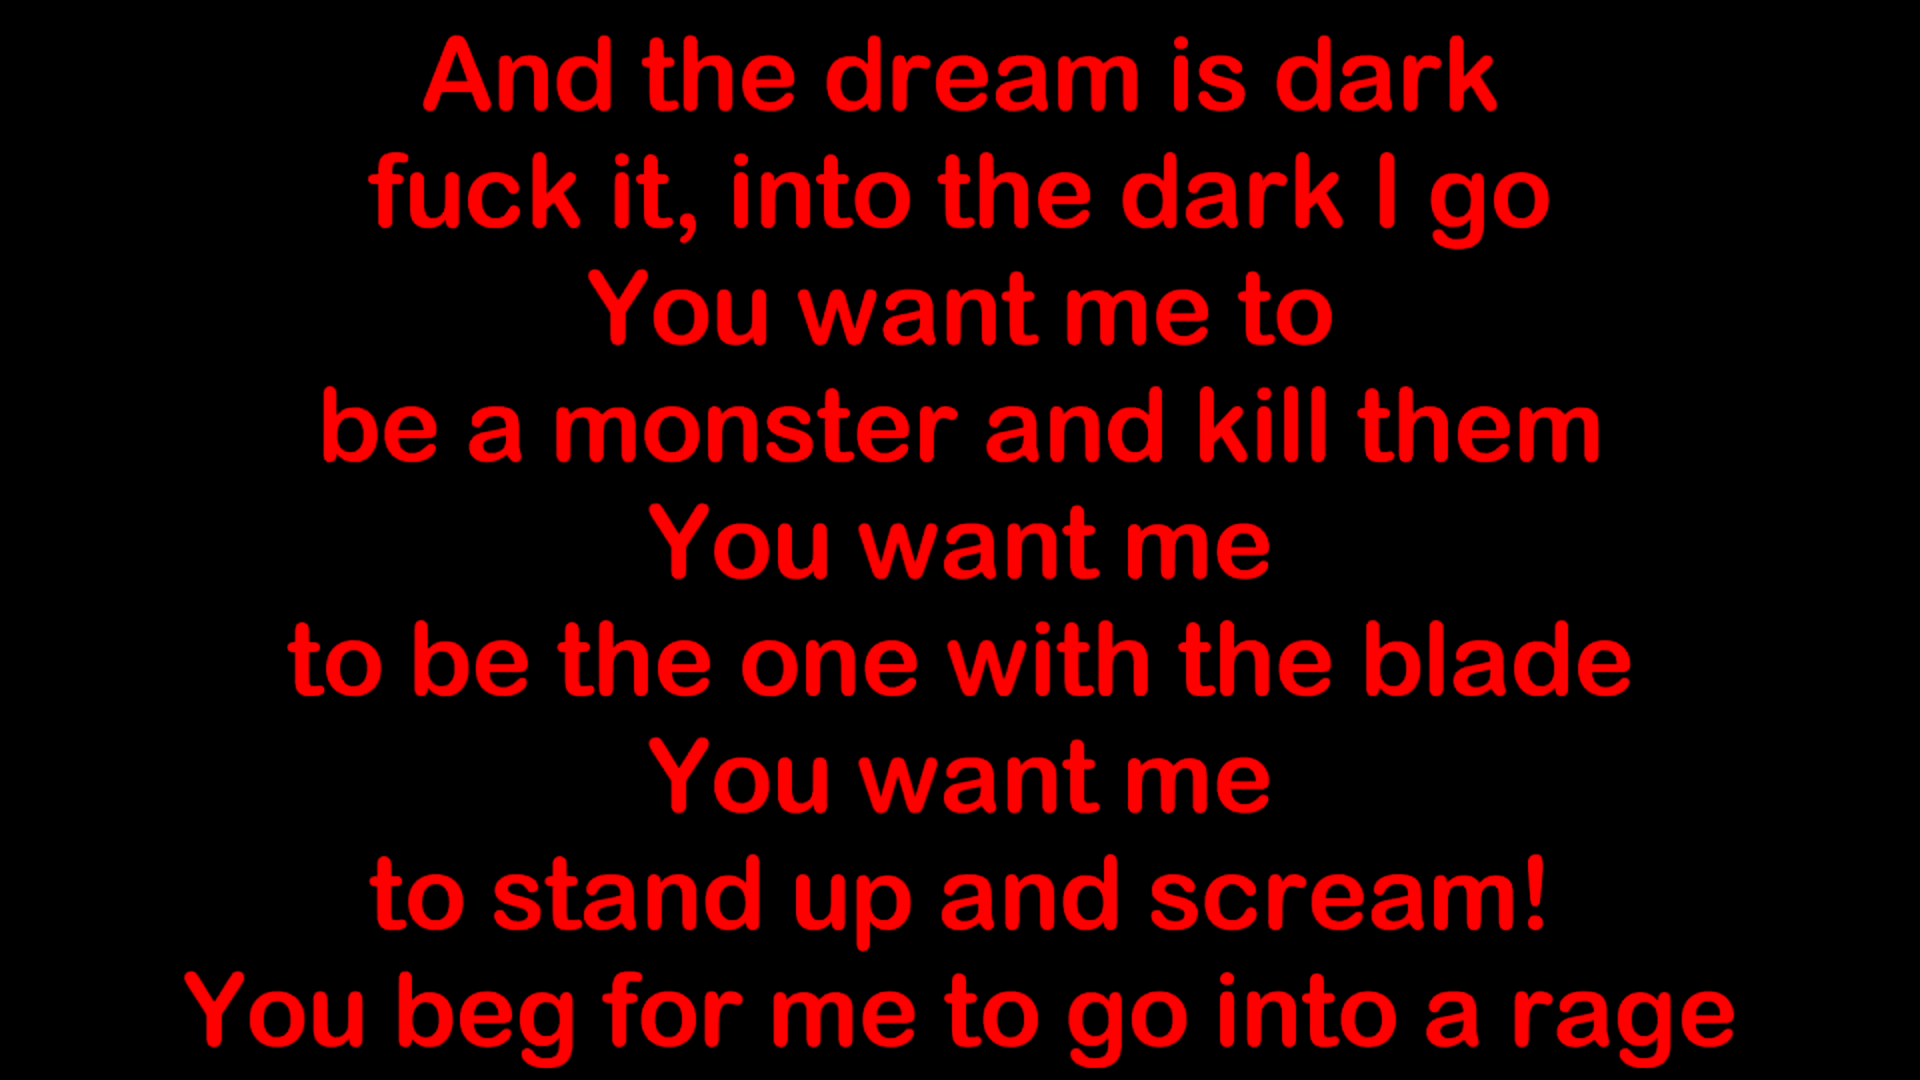 And the dream is dark
fuck it, into the dark I go
You want me to
be a monster and kill them
You want me
to be the one with the blade
You want me
to stand up and scream!
You beg for me to go into a rage